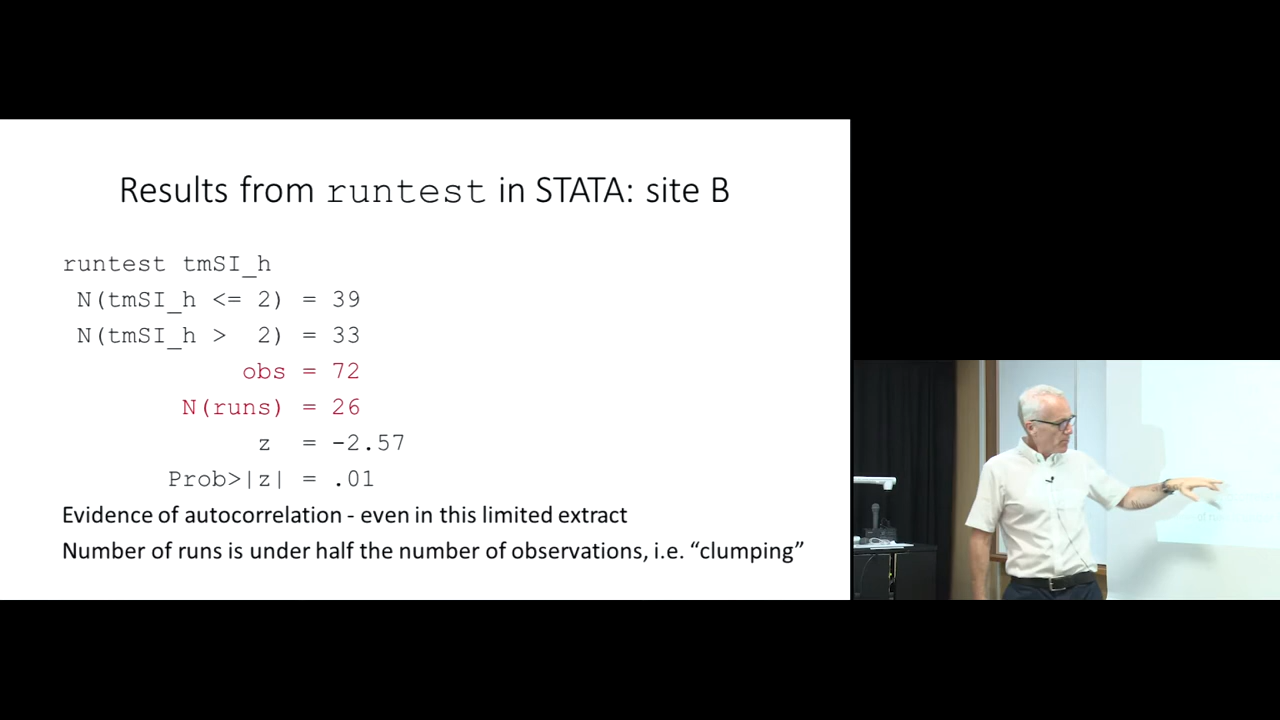 Results from runtest in STATA: site B
runtest tmSI_h
N(tmSI_h <= 2) = 39
N(tmSI_h >  2) = 33
obs = 72
N(runs) = 26
z  = -2.57
Prob>|z| = .01
Evidence of autocorrelation - even in this limited extract
Number of runs is under half the number of observations, i.e. “clumping”